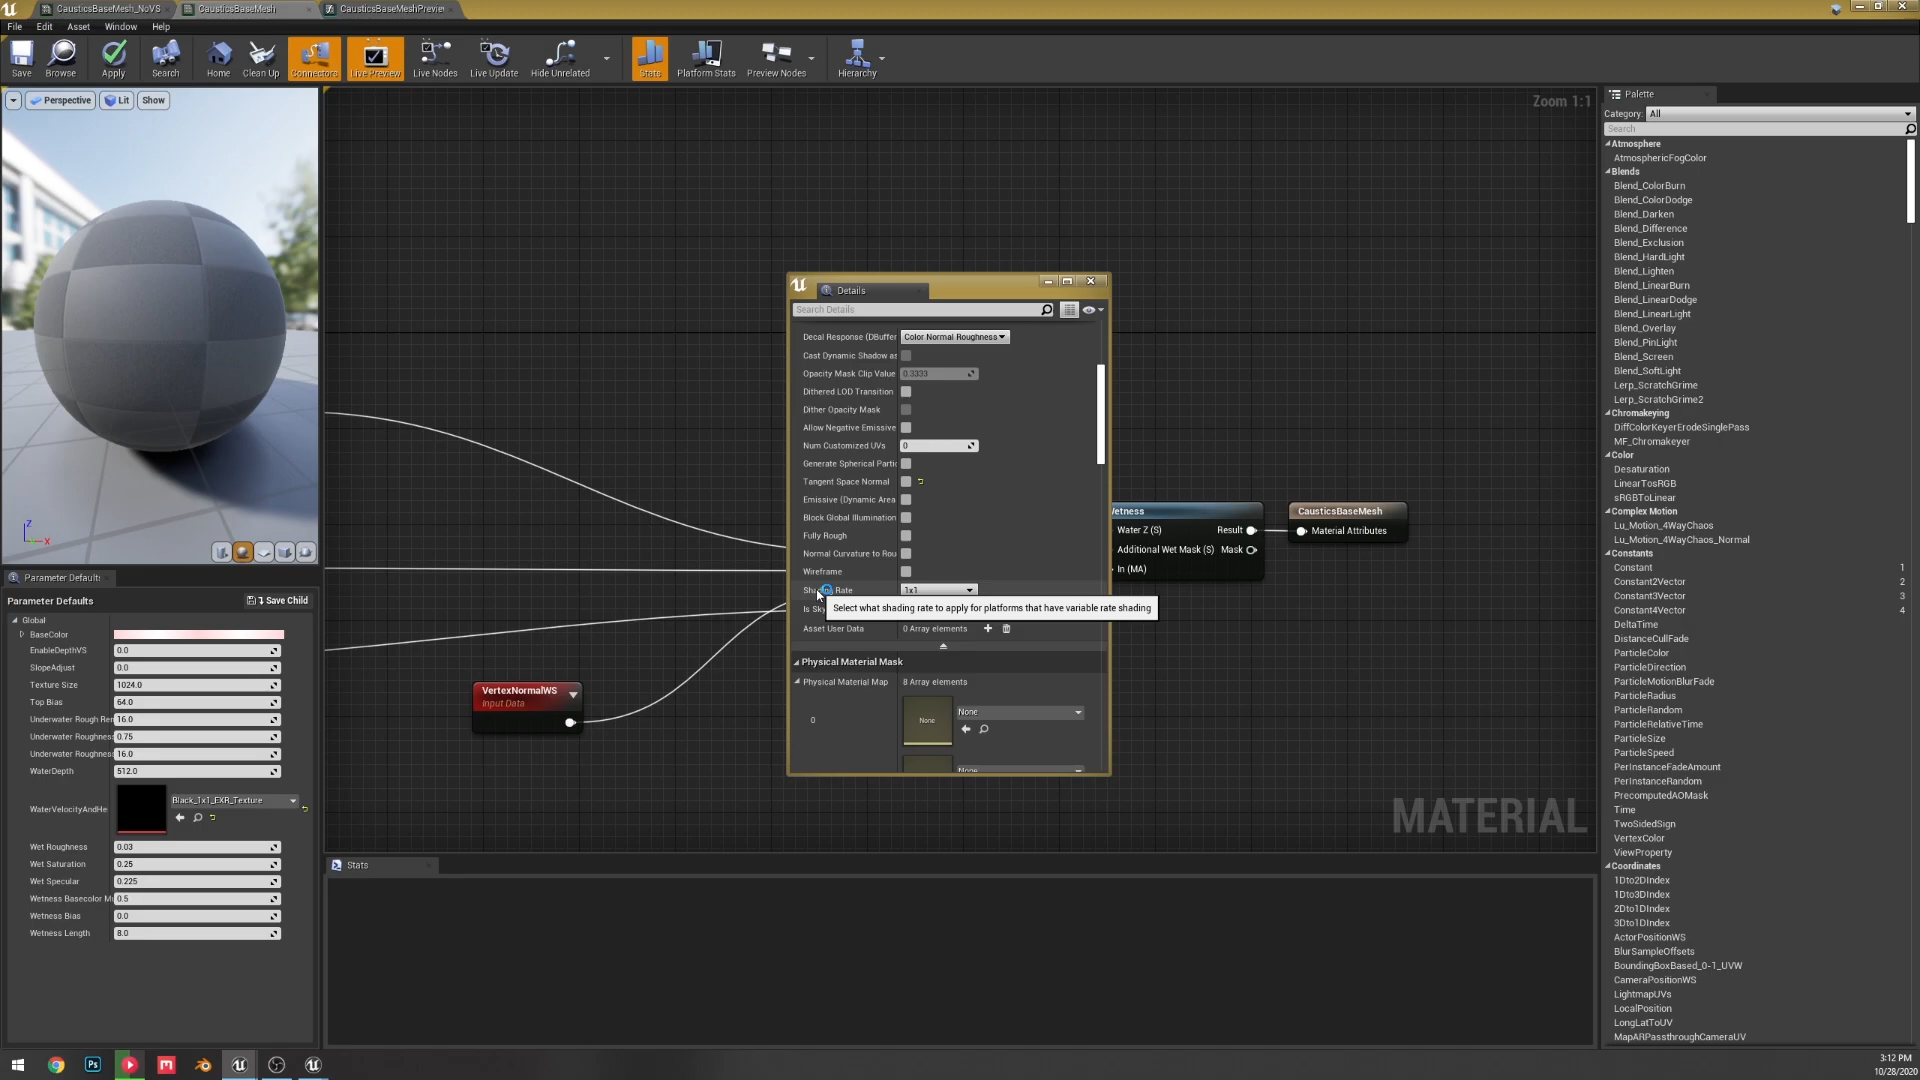 CausticsBaseMesh_NoVS
CausticsBaseMesh
CausticsBaseMeshPreview
File Edit Asset Window Help
Save
Browse
Apply
Search
Home
Clean Up
Connectors
Live Preview
Live Nodes
Live Update
Hide Unrelated
Stats
Platform Stats
Preview Nodes
Hierarchy
Perspective
Lit
Show
Z
X
Zoom 1:1
Parameter Defaults
Parameter Defaults
Save Child
Global
BaseColor
EnableDepthVS 0.0
SlopeAdjust 0.0
Texture Size 1024.0
Top Bias 64.0
Underwater Rough Ren 16.0
Underwater Roughness 0.75
Underwater Roughness 16.0
WaterDepth 512.0
WaterVelocityAndHe
Black_1x1_EXR_Texture
Wet Roughness 0.03
Wet Saturation 0.25
Wet Specular 0.225
Wetness Basecolor M 0.5
Wetness Bias 0.0
Wetness Length 8.0
VertexNormalWS
Input Data
Details
Search Details
Decal Response (DBuffer Color Normal Roughness
Cast Dynamic Shadow as
Opacity Mask Clip Value 0.3333
Dithered LOD Transition
Dither Opacity Mask
Allow Negative Emissive
Num Customized UVs 0
Generate Spherical Parti
Tangent Space Normal
Emissive (Dynamic Area
Block Global Illumination
Fully Rough
Normal Curvature to Rou
Wireframe
Rate 1x1
Is Sky
Select what shading rate to apply for platforms that have variable rate shading
Asset User Data 0 Array elements
Physical Material Mask
Physical Material Map 8 Array elements
0
None
None
None
Wetness
Water Z (S)
Result
Additional Wet Mask (S)
Mask
In (MA)
CausticsBaseMesh
Material Attributes
MATERIAL
Stats
Palette
Category: All
Search
Atmosphere
AtmosphericFogColor
Blends
Blend_ColorBurn
Blend_ColorDodge
Blend_Darken
Blend_Difference
Blend_Exclusion
Blend_HardLight
Blend_Lighten
Blend_LinearBurn
Blend_LinearDodge
Blend_LinearLight
Blend_Overlay
Blend_PinLight
Blend_Screen
Blend_SoftLight
Lerp_ScratchGrime
Lerp_ScratchGrime2
Chromakeying
DiffColorKeyerErodeSinglePass
MF_Chromakeyer
Color
Desaturation
LinearTosRGB
sRGBToLinear
Complex Motion
Lu_Motion_4WayChaos
Lu_Motion_4WayChaos_Normal
Constants
Constant 1
Constant2Vector 2
Constant3Vector 3
Constant4Vector 4
DeltaTime
DistanceCullFade
ParticleColor
ParticleDirection
ParticleMotionBlurFade
ParticleRadius
ParticleRandom
ParticleRelativeTime
ParticleSize
ParticleSpeed
PerInstanceFadeAmount
PerInstanceRandom
PrecomputedAOMask
Time
TwoSidedSign
VertexColor
ViewProperty
Coordinates
1Dto2DIndex
1Dto3DIndex
2Dto1DIndex
3Dto1DIndex
ActorPositionWS
BlurSampleOffsets
BoundingBoxBased_0-1_UVW
CameraPositionWS
LightmapUVs
LocalPosition
LongLatToUV
MapARPassthroughCameraUV
Ps
3:12 PM
10/28/2020